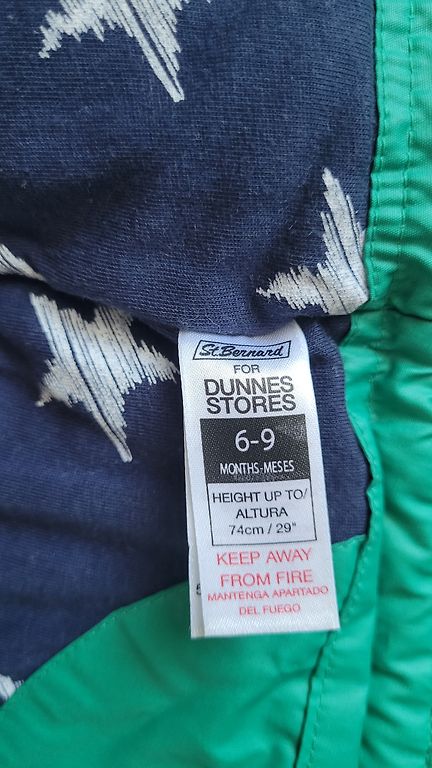 St. Bernard
FOR
DUNNES
STORES
6-9
MONTHS-MESES
HEIGHT UP TO/
ALTURA
74cm / 29"
KEEP AWAY
FROM FIRE
MANTENGA APARTADO
DEL FUEGO